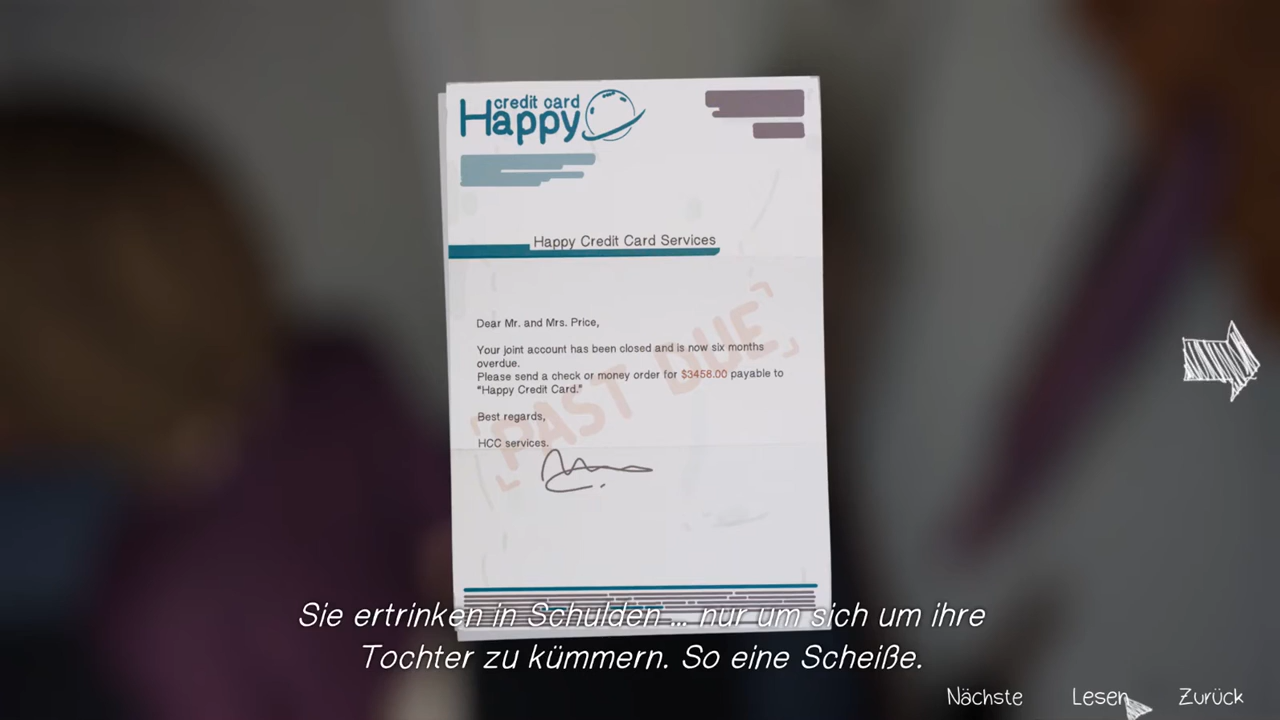 credit card
Happy
Happy Credit Card Services
Dear Mr. and Mrs. Price,
Your joint account has been closed and is now six months
overdue.
Please send a check or money order for $3458.00 payable to
"Happy Credit Card."
PAST DUE
Best regards,
HCC services.
Sie ertrinken in Schulden ... nur um sich um ihre
Tochter zu kümmern. So eine Scheiße.
Nächste Lesen Zurück